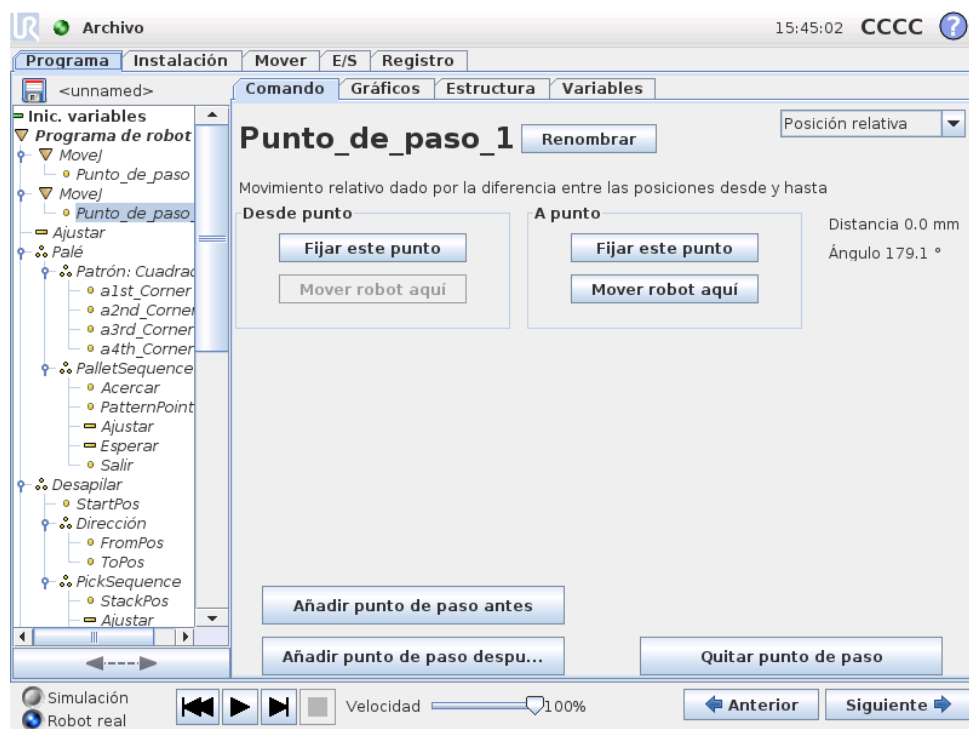 UR Archivo 15:45:02 CCCC ?
Programa Instalación Mover E/S Registro
<unnamed>
Comando Gráficos Estructura Variables
Inic. variables
Programa de robot
MoveJ
Punto_de_paso
MoveJ
Punto_de_paso_
Ajustar
Palé
Patrón: Cuadrad
a1st_Corner
a2nd_Corner
a3rd_Corner
a4th_Corner
PalletSequence
Acercar
PatternPoint
Ajustar
Esperar
Salir
Desapilar
StartPos
Dirección
FromPos
ToPos
PickSequence
StackPos
Ajustar
Punto_de_paso_1 Renombrar
Posición relativa
Movimiento relativo dado por la diferencia entre las posiciones desde y hasta
Desde punto
Fijar este punto
Mover robot aquí
A punto
Fijar este punto
Mover robot aquí
Distancia 0.0 mm
Ángulo 179.1 °
Añadir punto de paso antes
Añadir punto de paso despu...
Quitar punto de paso
Simulación
Robot real
Velocidad 100%
Anterior Siguiente